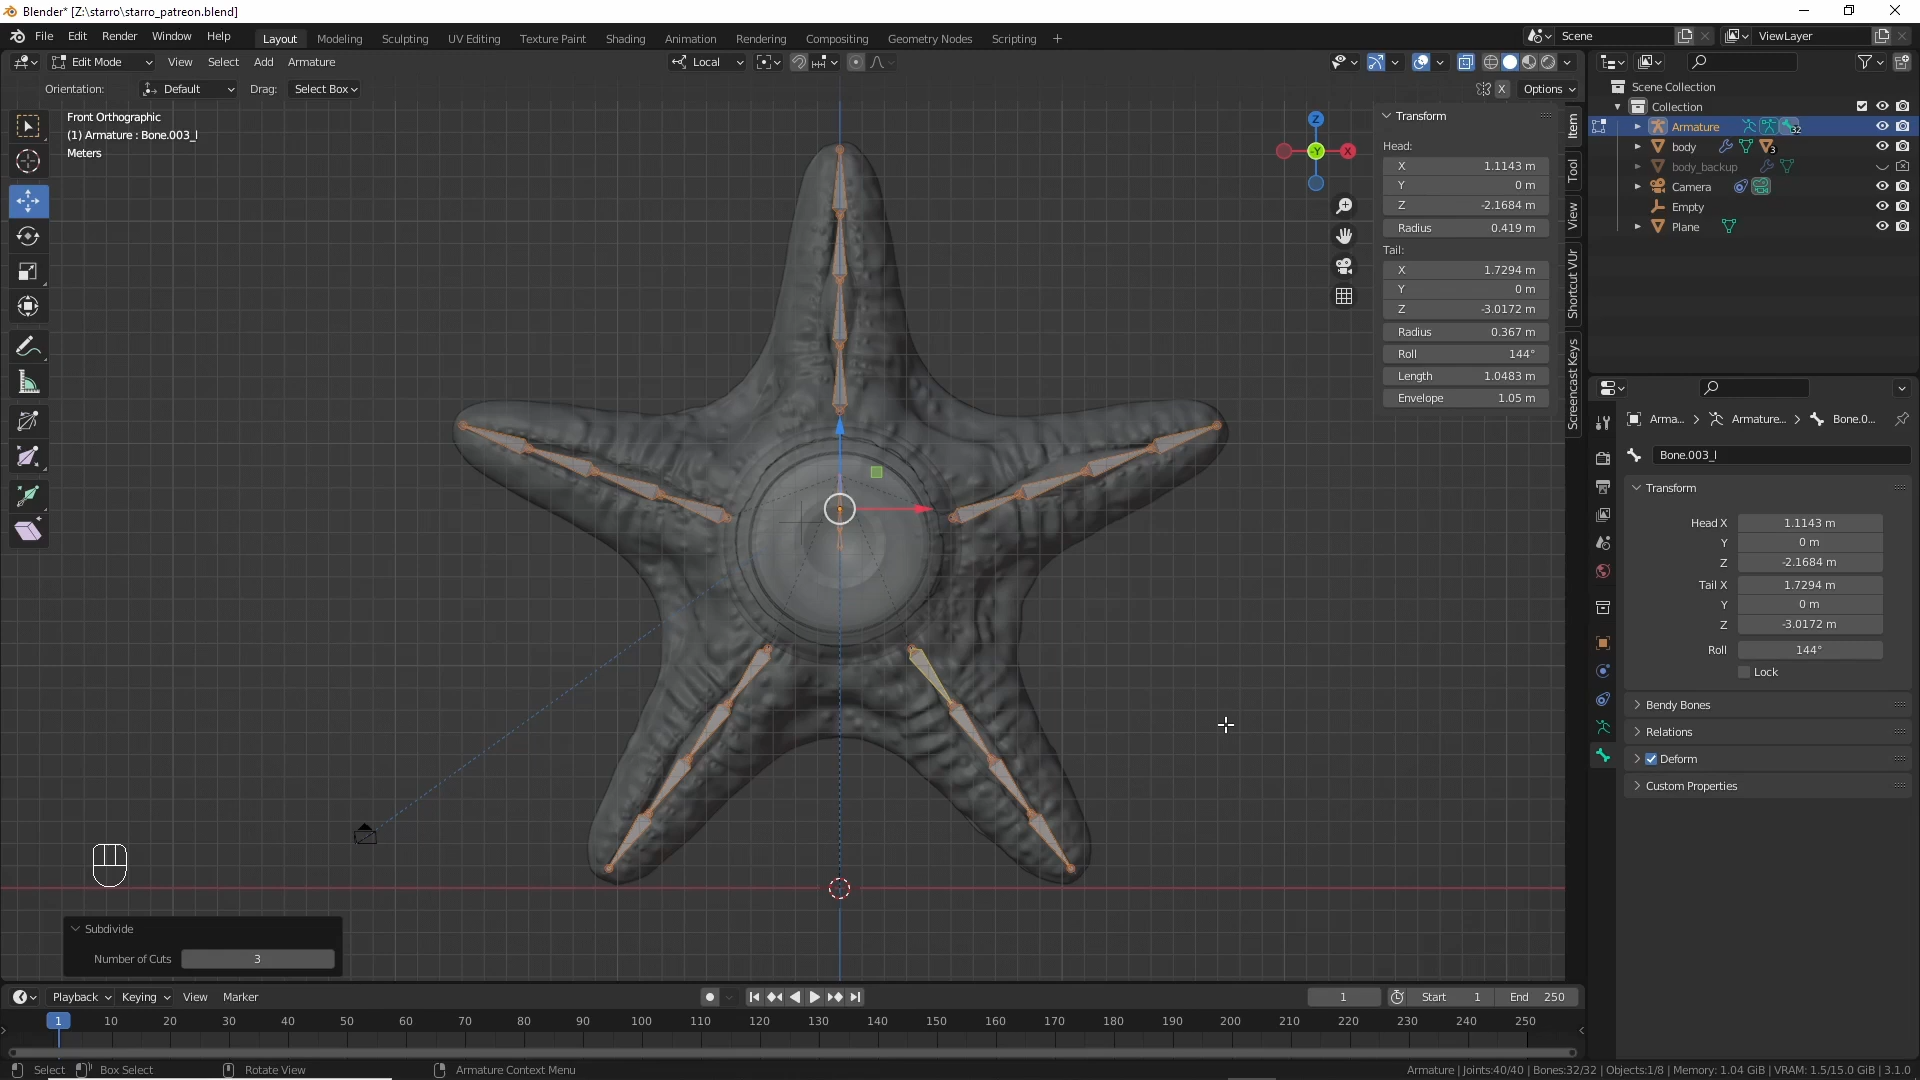 Blender* [Z:\starro\starro_patreon.blend]
File Edit Render Window Help Layout Modeling Sculpting UV Editing Texture Paint Shading Animation Rendering Compositing Geometry Nodes Scripting + Scene ViewLayer
Edit Mode View Select Add Armature Local
Orientation: Default Drag: Select Box X Options
Front Orthographic
(1) Armature : Bone.003_l
Meters
Z
X
-Y
Transform
Head:
X 1.1143 m
Y 0 m
Z -2.1684 m
Radius 0.419 m
Tail:
X 1.7294 m
Y 0 m
Z -3.0172 m
Radius 0.367 m
Roll 144°
Length 1.0483 m
Envelope 1.05 m
Item
Tool
View
Shortcut VUr
Screencast Keys
Scene Collection
Collection
Armature 32
body 3
body_backup
Camera
Empty
Plane
Arma... Armature... Bone.0...
Bone.003_l
Transform
Head X 1.1143 m
Y 0 m
Z -2.1684 m
Tail X 1.7294 m
Y 0 m
Z -3.0172 m
Roll 144°
Lock
Bendy Bones
Relations
Deform
Custom Properties
Subdivide
Number of Cuts 3
Playback Keying View Marker 1 Start 1 End 250
1 10 20 30 40 50 60 70 80 90 100 110 120 130 140 150 160 170 180 190 200 210 220 230 240 250
Select Box Select Rotate View Armature Context Menu Armature | Joints:40/40 | Bones:32/32 | Objects:1/8 | Memory: 1.04 GiB | VRAM: 1.5/15.0 GiB | 3.1.0